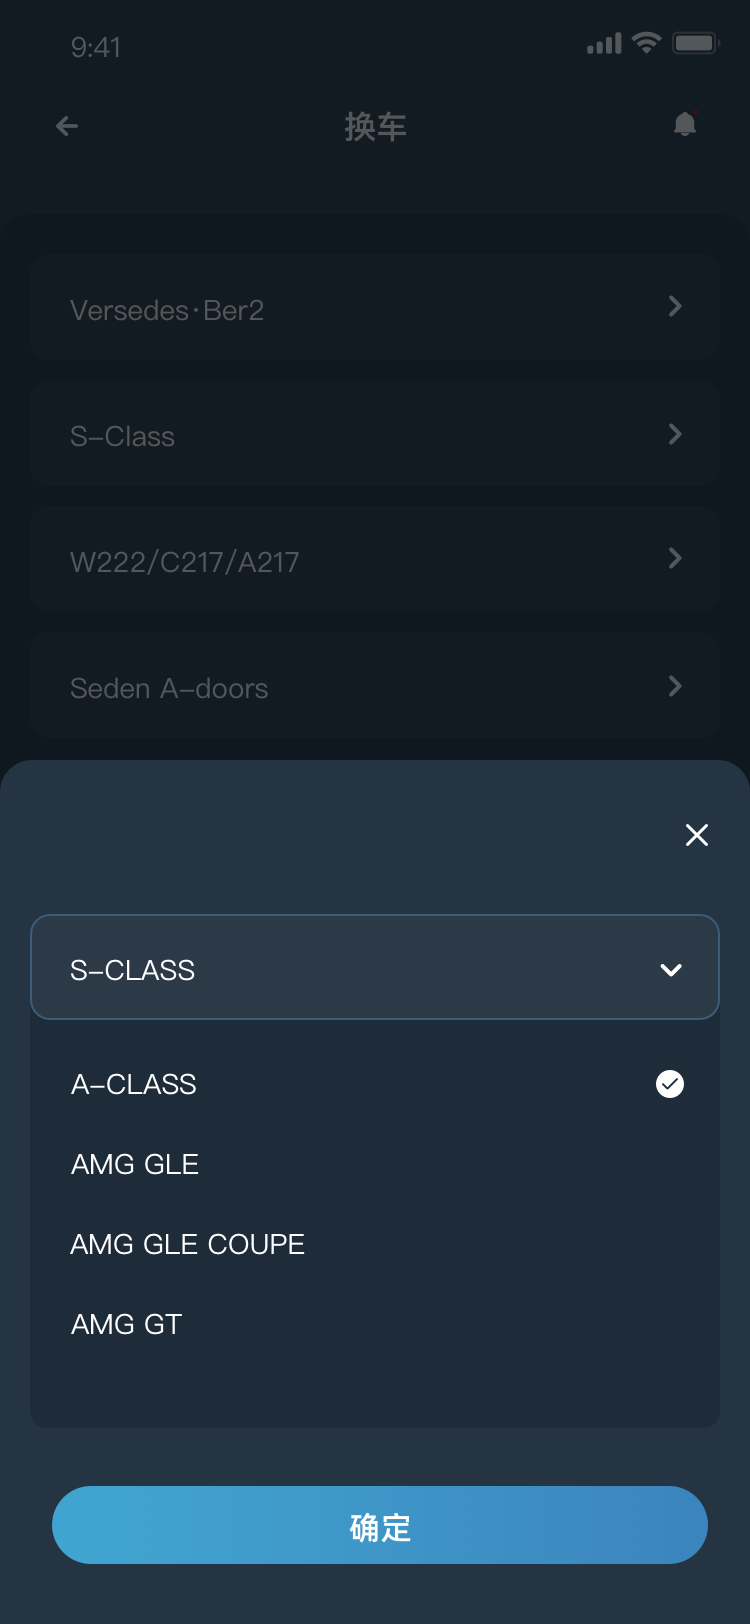 9:41
换车
Versedes·Ber2
S-Class
W222/C217/A217
Seden A-doors
S-CLASS
A-CLASS
AMG GLE
AMG GLE COUPE
AMG GT
确定